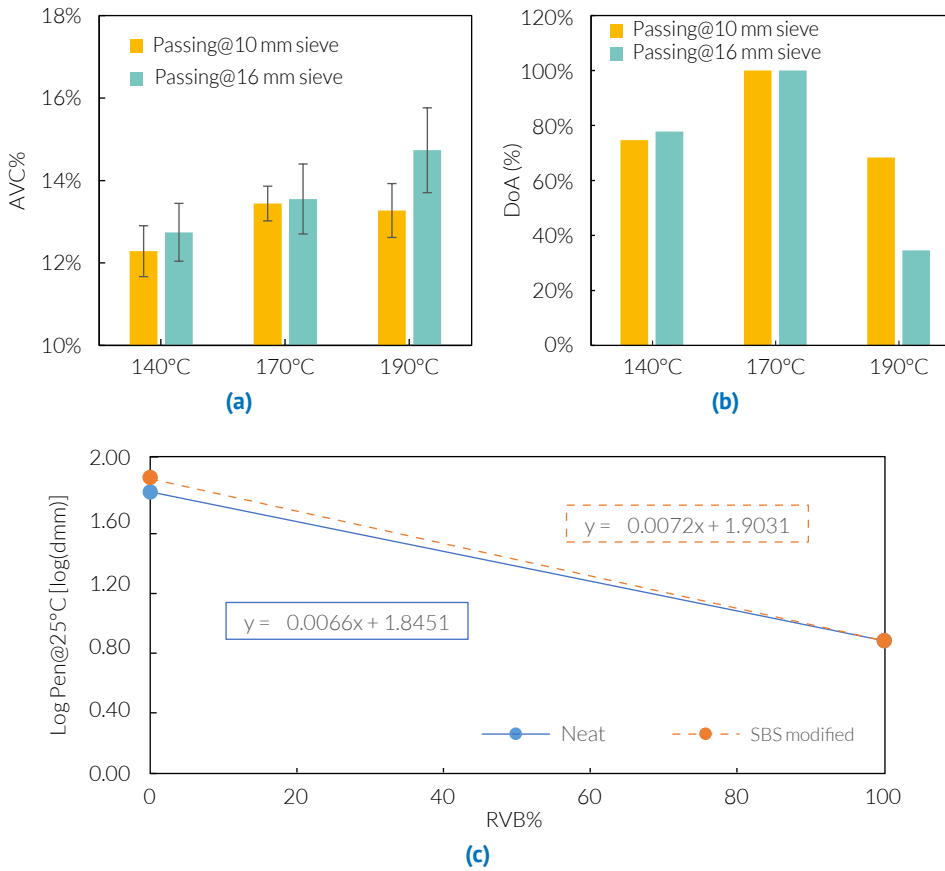 18%
16%
14%
12%
10%
AVC%
Passing@10 mm sieve
Passing@16 mm sieve
140°C 170°C 190°C
(a)
120%
100%
80%
60%
40%
20%
0%
DoA (%)
Passing@10 mm sieve
Passing@16 mm sieve
140°C 170°C 190°C
(b)
2.00
1.60
1.20
0.80
0.40
0.00
Log Pen@25°C [log(dmm)]
y = 0.0072x + 1.9031
y = 0.0066x + 1.8451
Neat
SBS modified
0 20 40 60 80 100
RVB%
(c)